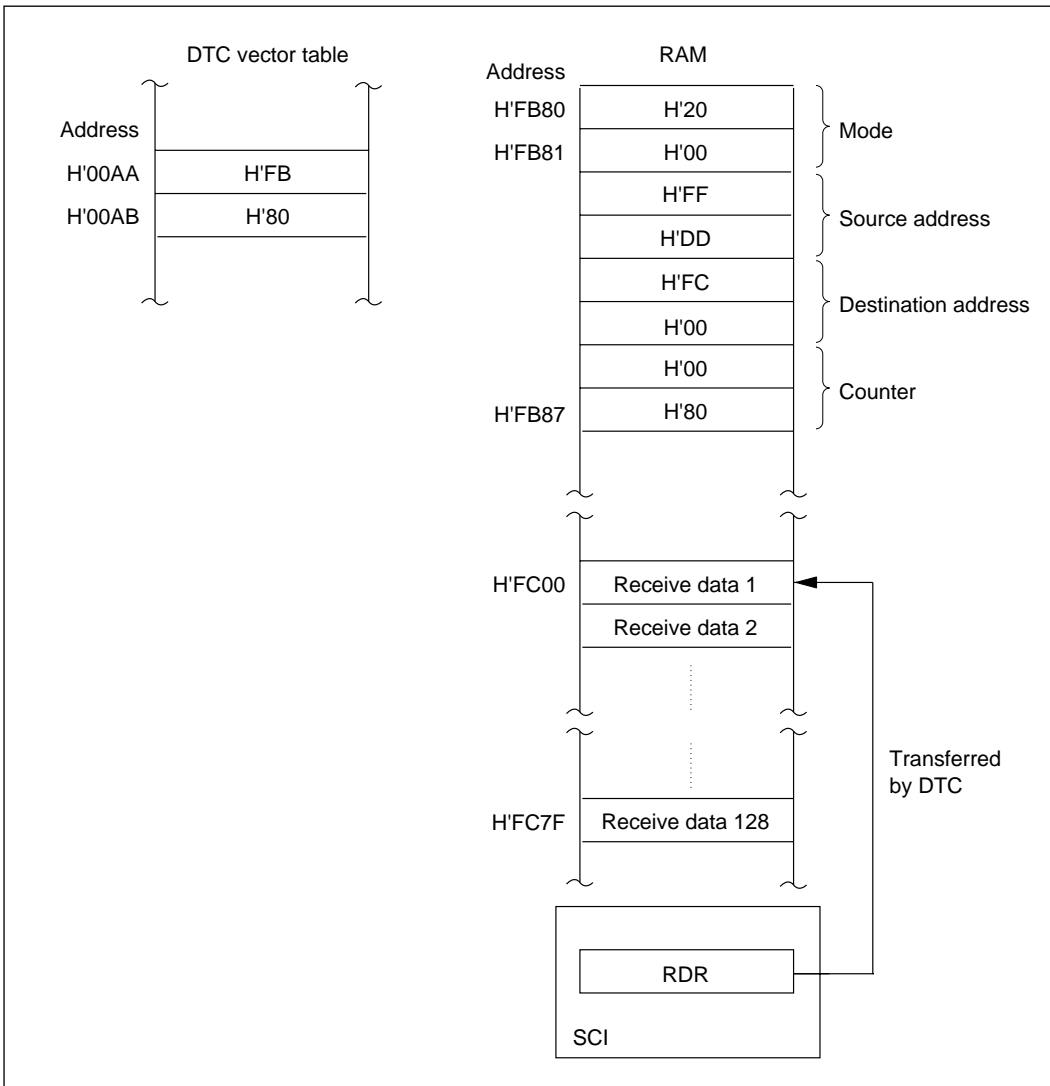 DTC vector table
Address
H'00AA H'FB
H'00AB H'80
RAM
Address
H'FB80 H'20
Mode
H'FB81 H'00
H'FF
Source address
H'DD
H'FC
Destination address
H'00
H'00
Counter
H'FB87 H'80
H'FC00 Receive data 1
Receive data 2
Transferred
by DTC
H'FC7F Receive data 128
RDR
SCI